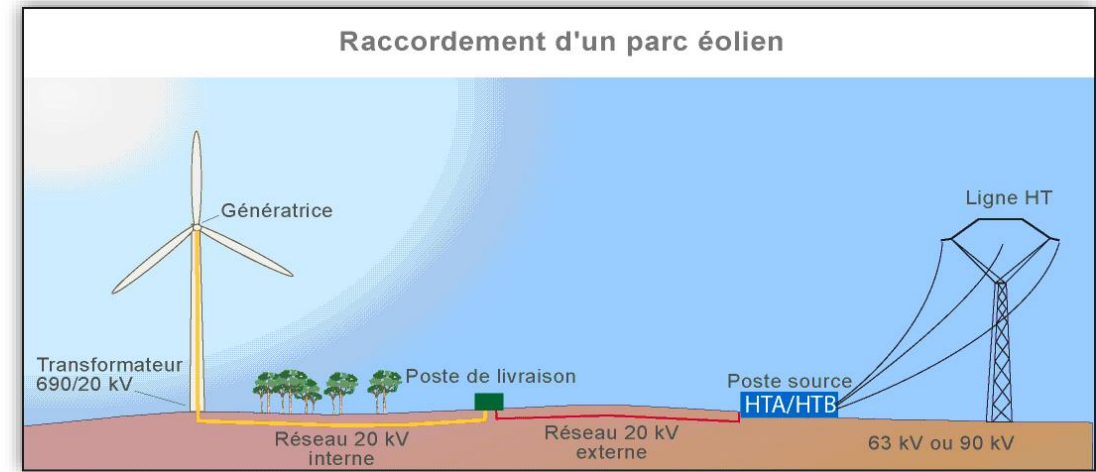 Raccordement d'un parc éolien
Génératrice
Ligne HT
Transformateur
690/20 kV
Poste de livraison
Poste source
HTA/HTB
Réseau 20 kV
interne
Réseau 20 kV
externe
63 kV ou 90 kV